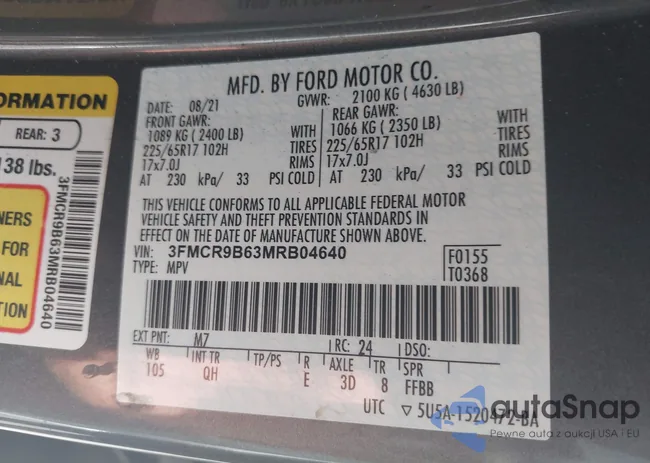 ORMATION
REAR: 3
138 lbs.
NERS
FOR
NAL
TION
3FMCR9B63MRB04640
MFD. BY FORD MOTOR CO.
DATE: 08/21 GVWR: 2100 KG ( 4630 LB)
FRONT GAWR: REAR GAWR:
1089 KG (2400 LB) WITH 1066 KG ( 2350 LB) WITH
225/65R17 102H TIRES 225/65R17 102H TIRES
17x7.0J RIMS 17x7.0J RIMS
AT 230 kPa/ 33 PSI COLD AT 230 kPa/ 33 PSI COLD
THIS VEHICLE CONFORMS TO ALL APPLICABLE FEDERAL MOTOR
VEHICLE SAFETY AND THEFT PREVENTION STANDARDS IN
EFFECT ON THE DATE OF MANUFACTURE SHOWN ABOVE.
VIN: 3FMCR9B63MRB04640 F0155
TYPE: MPV T0368
EXT PNT: M7 RC: 24 DSO:
WB INT TR TP/PS R AXLE TR SPR
105 QH E 3D 8 FFBB
UTC ▽ 5U5A-1520472-BA
autoSnap
Pewne auto z aukcji USA i EU